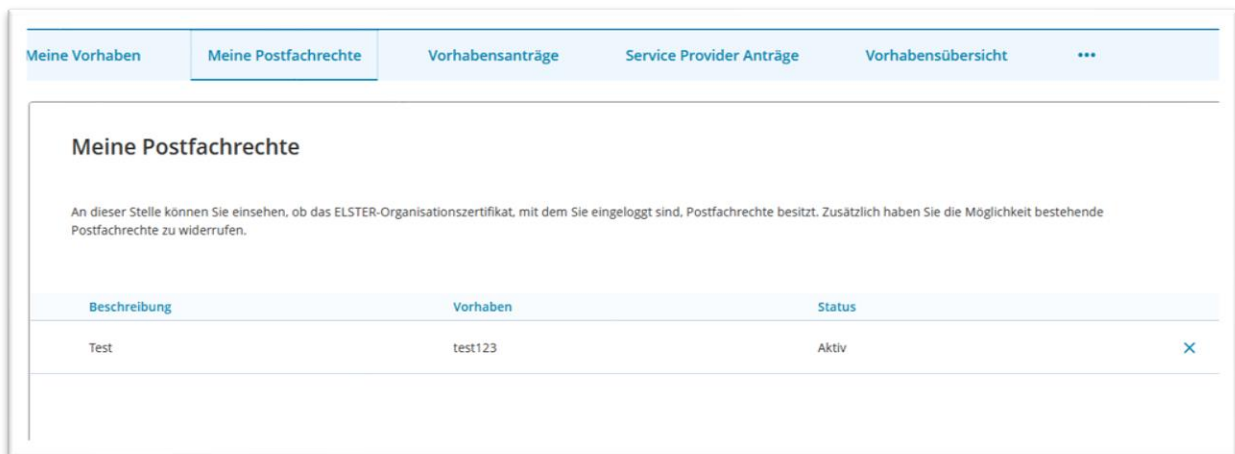 Meine Vorhaben Meine Postfachrechte Vorhabensanträge Service Provider Anträge Vorhabensübersicht •••
Meine Postfachrechte
An dieser Stelle können Sie einsehen, ob das ELSTER-Organisationszertifikat, mit dem Sie eingeloggt sind, Postfachrechte besitzt. Zusätzlich haben Sie die Möglichkeit bestehende
Postfachrechte zu widerrufen.
Beschreibung Vorhaben Status
Test test123 Aktiv ×